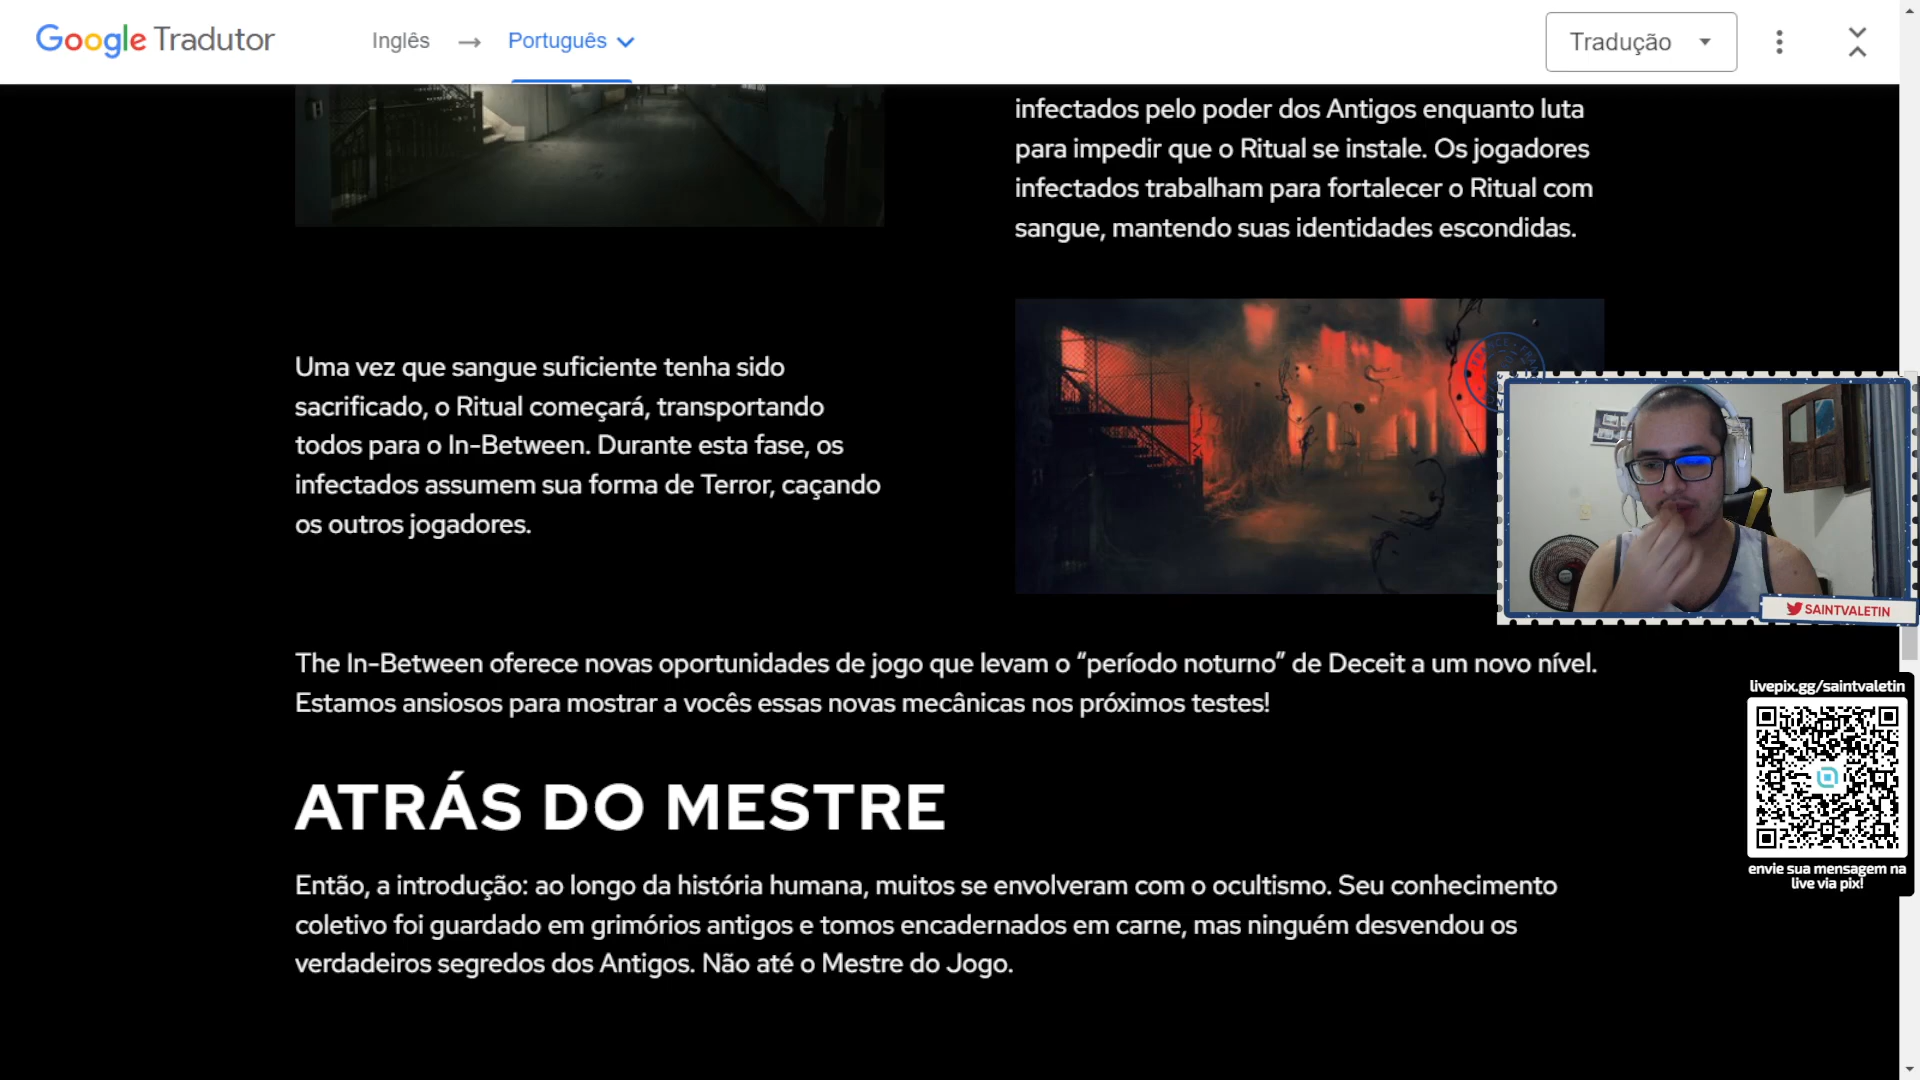 Google Tradutor
Inglês → Português
Tradução
infectados pelo poder dos Antigos enquanto luta
para impedir que o Ritual se instale. Os jogadores
infectados trabalham para fortalecer o Ritual com
sangue, mantendo suas identidades escondidas.
Uma vez que sangue suficiente tenha sido
sacrificado, o Ritual começará, transportando
todos para o In-Between. Durante esta fase, os
infectados assumem sua forma de Terror, caçando
os outros jogadores.
SAINTVALETIN
The In-Between oferece novas oportunidades de jogo que levam o “período noturno” de Deceit a um novo nível.
Estamos ansiosos para mostrar a vocês essas novas mecânicas nos próximos testes!
livepix.gg/saintvaletin
envie sua mensagem na
live via pix!
ATRÁS DO MESTRE
Então, a introdução: ao longo da história humana, muitos se envolveram com o ocultismo. Seu conhecimento
coletivo foi guardado em grimórios antigos e tomos encadernados em carne, mas ninguém desvendou os
verdadeiros segredos dos Antigos. Não até o Mestre do Jogo.